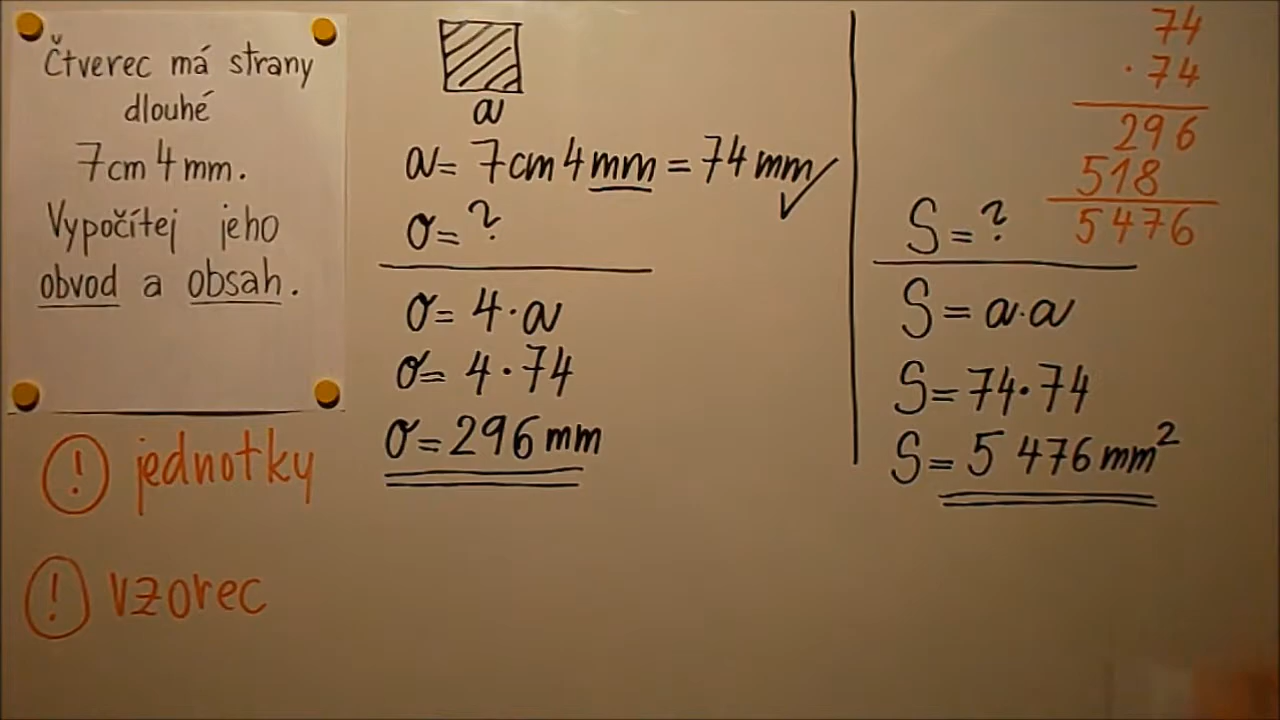 Čtverec má strany
dlouhé
7cm 4mm.
Vypočítej jeho
obvod a obsah.
! jednotky
! vzorec
a
a = 7cm 4mm = 74 mm ✓
o = ?
o = 4·a
o = 4·74
o = 296 mm
74
·74
296
518
5476
S = ?
S = a·a
S = 74·74
S = 5 476 mm²